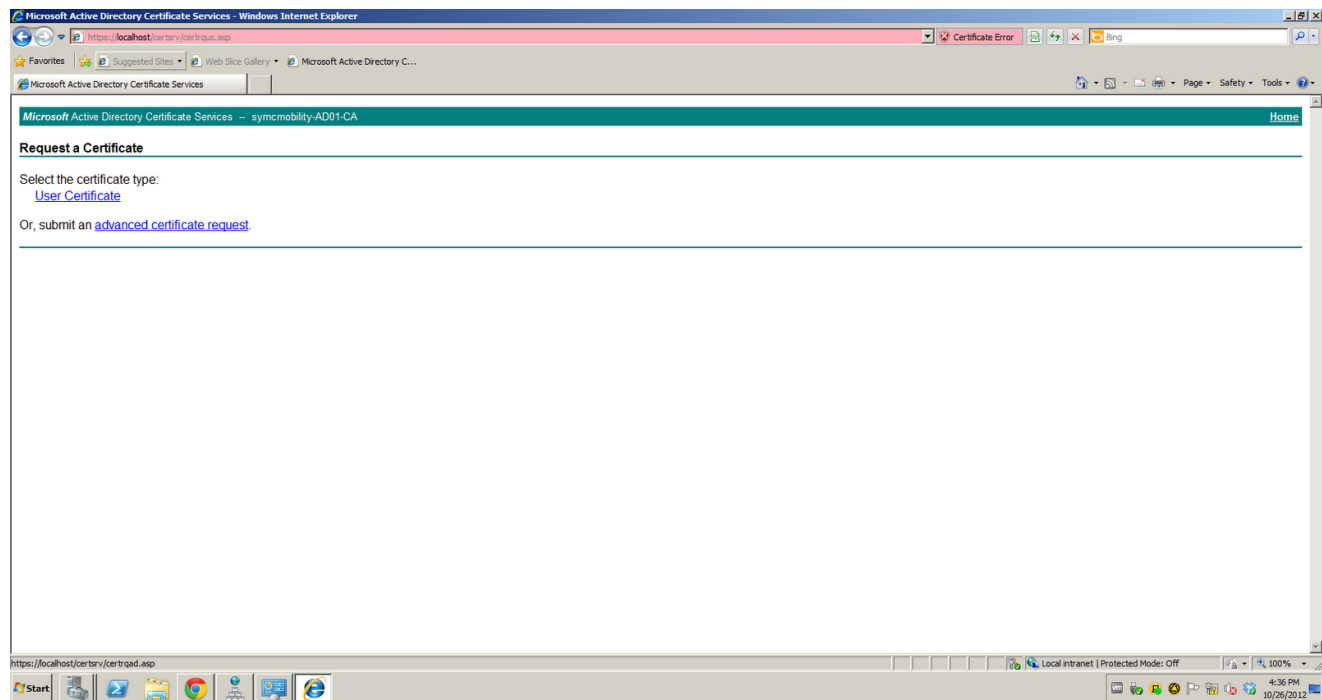 Microsoft Active Directory Certificate Services - Windows Internet Explorer
https://localhost/certsrv/certrqus.asp
Certificate Error
Bing
Favorites
Suggested Sites
Web Slice Gallery
Microsoft Active Directory C...
Microsoft Active Directory Certificate Services
Page
Safety
Tools
Microsoft Active Directory Certificate Services -- symcmobility-AD01-CA
Home
Request a Certificate
Select the certificate type:
User Certificate
Or, submit an advanced certificate request.
https://localhost/certsrv/certrqad.asp
Local intranet | Protected Mode: Off
100%
Start
4:36 PM
10/26/2012